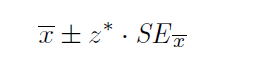 x̅ ± z* · SE_x̅